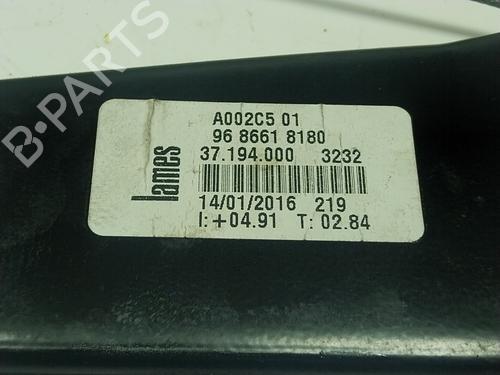 B-PARTS
A002C5 01
96 8661 8180
37.194.000 3232
14/01/2016 219
I:+04.91 T: 02.84
lames
B-PARTS